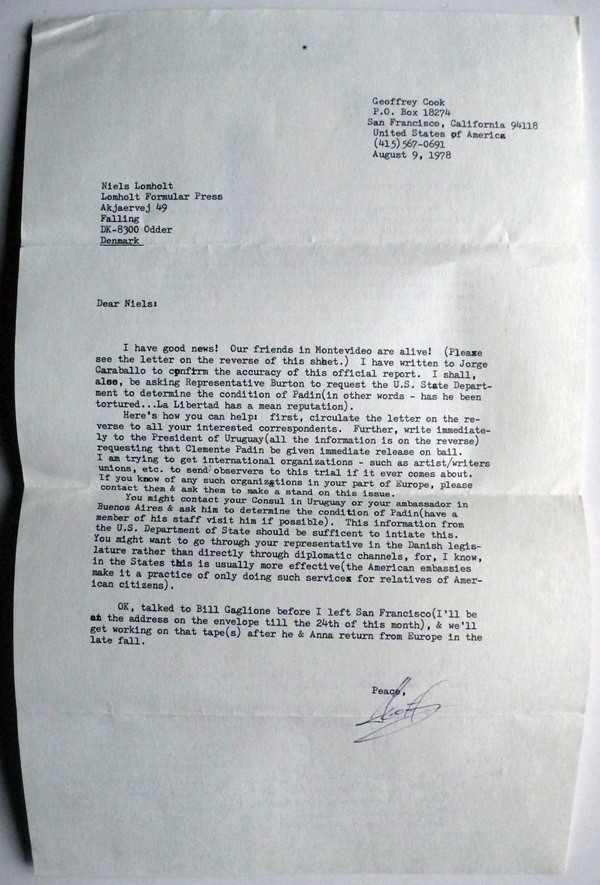 Geoffrey Cook
P.O. Box 18274
San Francisco, California 94118
United States of America
(415)567-0691
August 9, 1978
Niels Lomholt
Lomholt Formular Press
Akjaervej 49
Falling
DK-8300 Odder
Denmark
Dear Niels:
I have good news! Our friends in Montevideo are alive! (Please
see the letter on the reverse of this shhet.) I have written to Jorge
Caraballo to confirm the accuracy of this official report. I shall,
also, be asking Representative Burton to request the U.S. State Depart-
ment to determine the condition of Padin(in other words - has he been
tortured...La Libertad has a mean reputation).
Here's how you can help: first, circulate the letter on the re-
verse to all your interested correspondents. Further, write immediate-
ly to the President of Uruguay(all the information is on the reverse)
requesting that Clemente Padin be given immediate release on bail.
I am trying to get international organizations - such as artist/writers
unions, etc. to send observers to this trial if it ever comes about.
If you know of any such organizations in your part of Europe, please
contact them & ask them to make a stand on this issue.
You might contact your Consul in Uruguay or your ambassador in
Buenos Aires & ask him to determine the condition of Padin(have a
member of his staff visit him if possible). This information from
the U.S. Department of State should be sufficent to intiate this.
You might want to go through your representative in the Danish legis-
lature rather than directly through diplomatic channels, for, I know,
in the States this is usually more effective(the American embassies
make it a practice of only doing such services for relatives of Amer-
ican citizens).
OK, talked to Bill Gaglione before I left San Francisco(I'll be
at the address on the envelope till the 24th of this month), & we'll
get working on that tape(s) after he & Anna return from Europe in the
late fall.
Peace,
Geoff